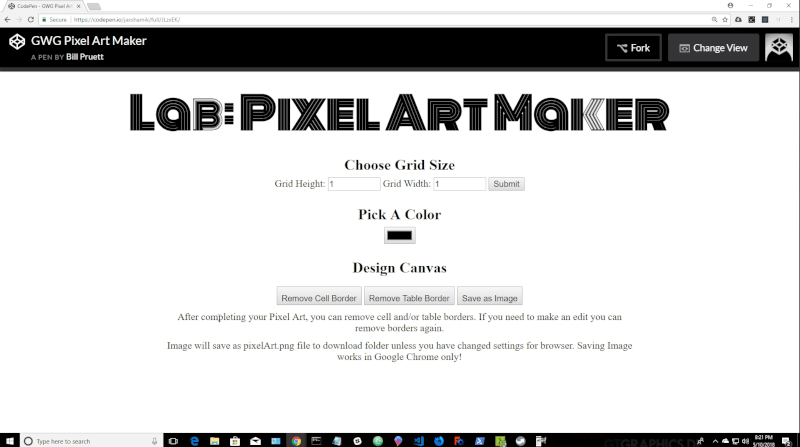 CodePen - GWG Pixel Art
Secure https://codepen.io/
GWG Pixel Art Maker
A PEN BY Bill Pruett
Fork
Change View
Lab: Pixel Art Maker
Choose Grid Size
Grid Height: 1 Grid Width: 1 Submit
Pick A Color
Design Canvas
Remove Cell Border Remove Table Border Save as Image
After completing your Pixel Art, you can remove cell and/or table borders. If you need to make an edit you can
remove borders again.
Image will save as pixelArt.png file to download folder unless you have changed settings for browser. Saving Image
works in Google Chrome only!
Type here to search
8:21 PM
5/10/2018